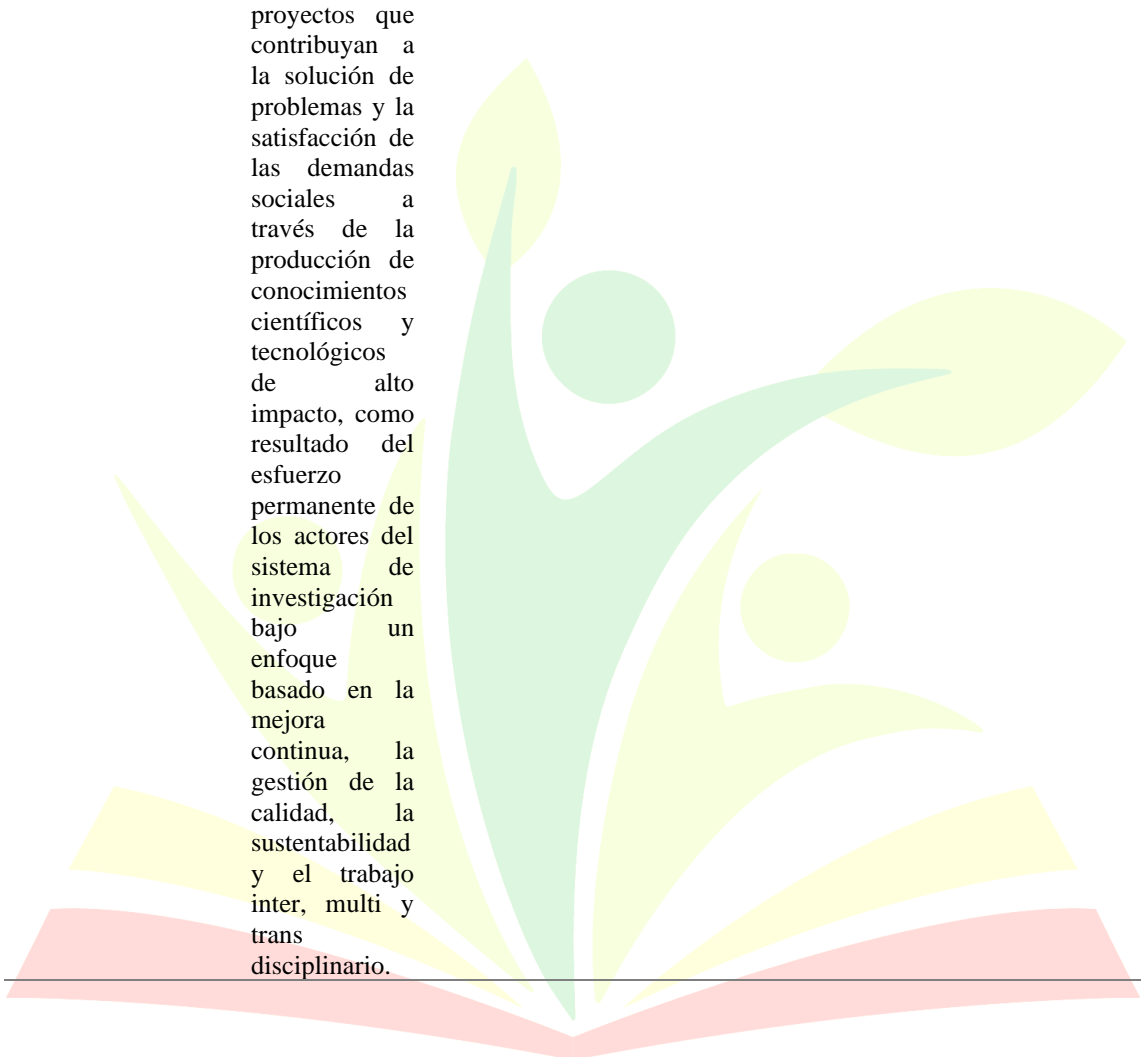 proyectos que
contribuyan a
la solución de
problemas y la
satisfacción de
las demandas
sociales a
través de la
producción de
conocimientos
científicos y
tecnológicos
de alto
impacto, como
resultado del
esfuerzo
permanente de
los actores del
sistema de
investigación
bajo un
enfoque
basado en la
mejora
continua, la
gestión de la
calidad, la
sustentabilidad
y el trabajo
inter, multi y
trans
disciplinario.